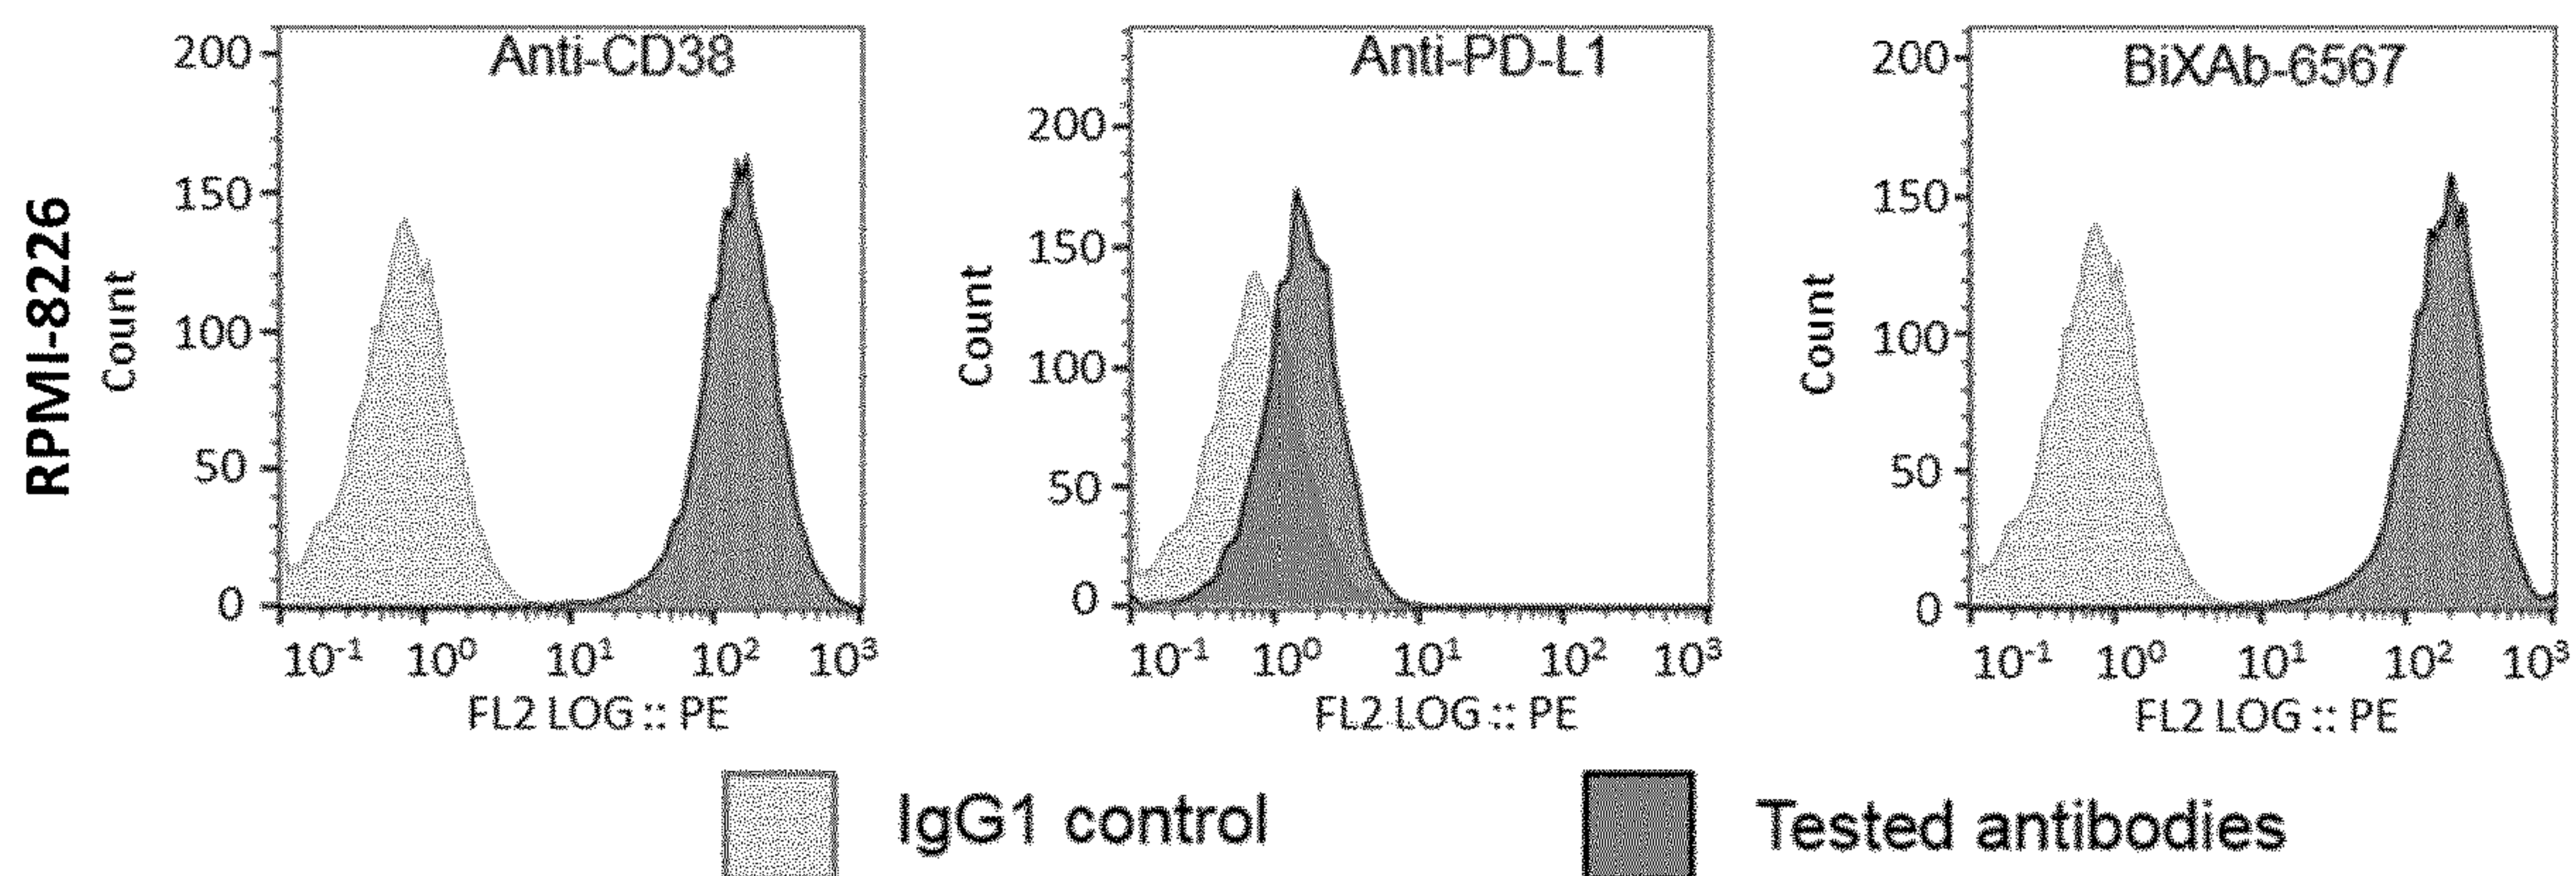 RPMI-8226
Anti-CD38
Count
200
150
100
50
0
10⁻¹ 10⁰ 10¹ 10² 10³
FL2 LOG :: PE
Anti-PD-L1
Count
200
150
100
50
0
10⁻¹ 10⁰ 10¹ 10² 10³
FL2 LOG :: PE
BiXAb-6567
Count
200
150
100
50
0
10⁻¹ 10⁰ 10¹ 10² 10³
FL2 LOG :: PE
IgG1 control
Tested antibodies